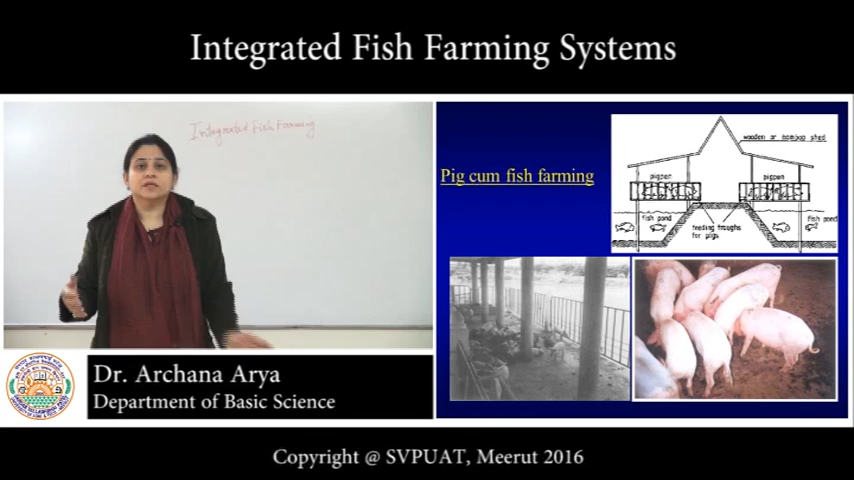 Integrated Fish Farming Systems
Integrated Fish Farming
Pig cum fish farming
wooden or bamboo shed
pigpen
pigpen
fish pond
feeding troughs
for pigs
fish pond
Dr. Archana Arya
Department of Basic Science
Copyright @ SVPUAT, Meerut 2016